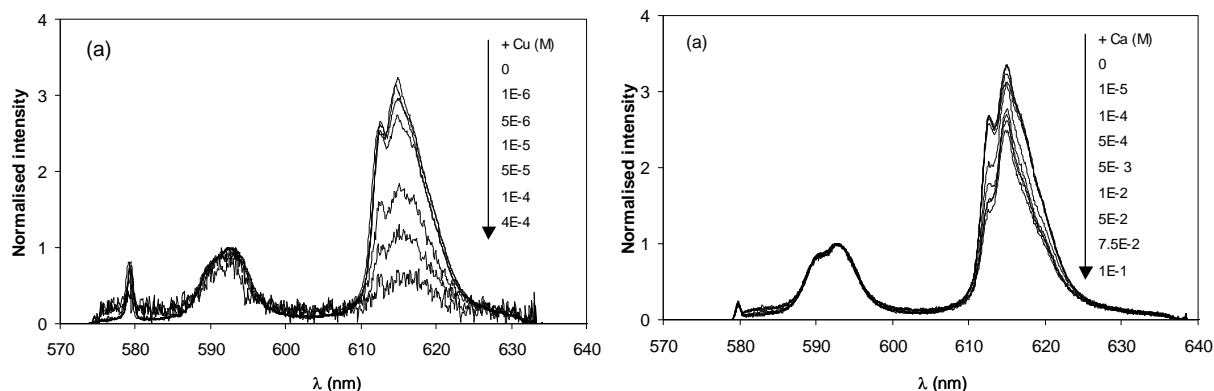 (a)
+ Cu (M)
0
1E-6
5E-6
1E-5
5E-5
1E-4
4E-4
Normalised intensity
4
3
2
1
0
570 580 590 600 610 620 630 640
λ (nm)
(a)
+ Ca (M)
0
1E-5
1E-4
5E-4
5E- 3
1E-2
5E-2
7.5E-2
1E-1
Normalised intensity
4
3
2
1
0
570 580 590 600 610 620 630 640
λ (nm)